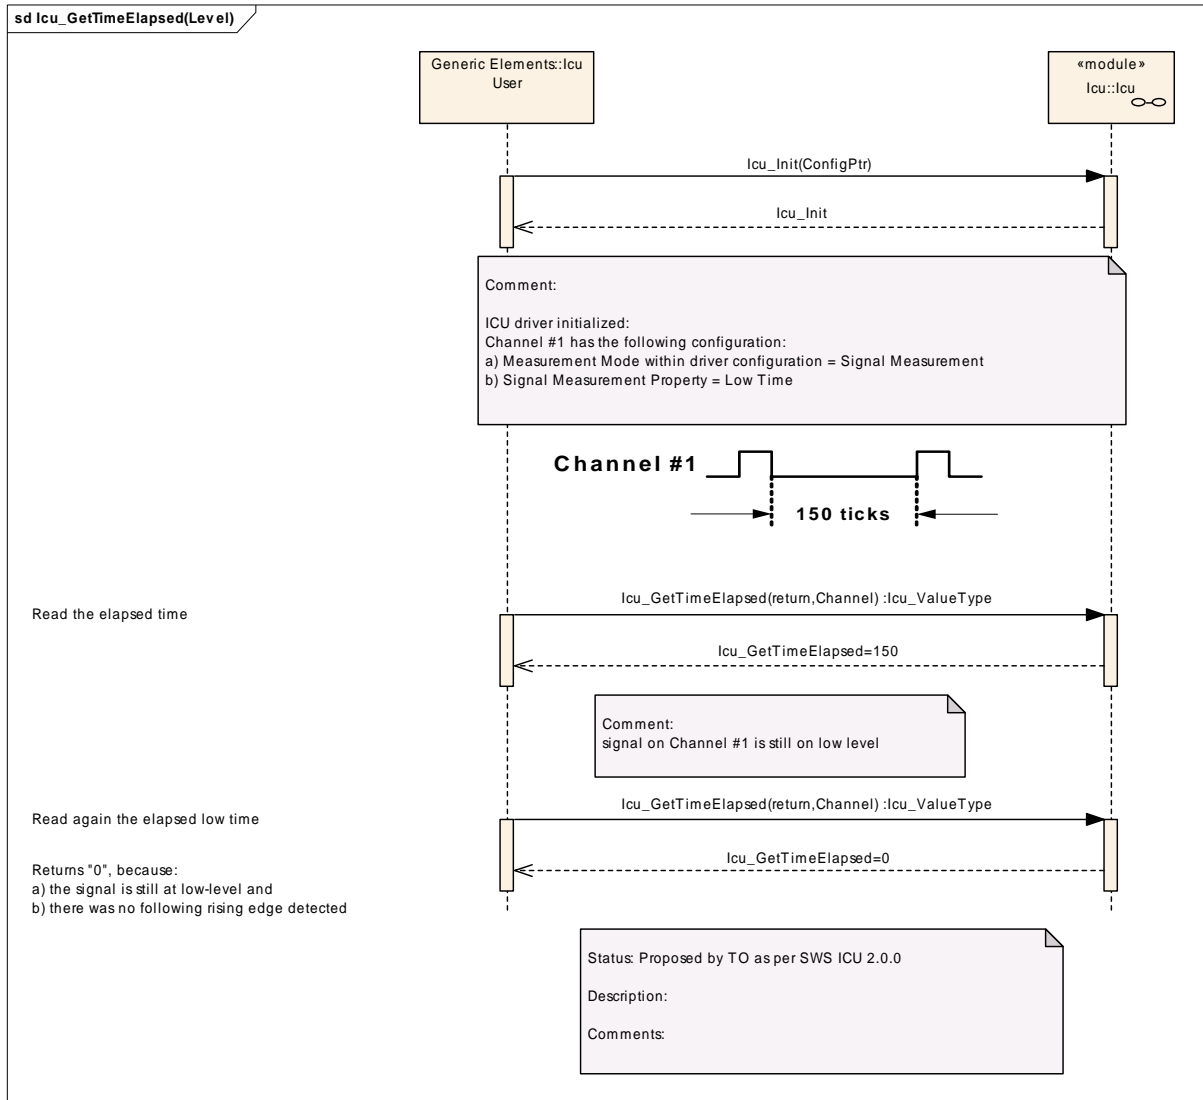 sd Icu_GetTimeElapsed(Level)
Generic Elements::Icu
User
«module»
Icu::Icu
Icu_Init(ConfigPtr)
Icu_Init
Comment:
ICU driver initialized:
Channel #1 has the following configuration:
a) Measurement Mode within driver configuration = Signal Measurement
b) Signal Measurement Property = Low Time
Channel #1
150 ticks
Read the elapsed time
Icu_GetTimeElapsed(return,Channel) :Icu_ValueType
Icu_GetTimeElapsed=150
Comment:
signal on Channel #1 is still on low level
Read again the elapsed low time
Icu_GetTimeElapsed(return,Channel) :Icu_ValueType
Icu_GetTimeElapsed=0
Returns "0", because:
a) the signal is still at low-level and
b) there was no following rising edge detected
Status: Proposed by TO as per SWS ICU 2.0.0
Description:
Comments: